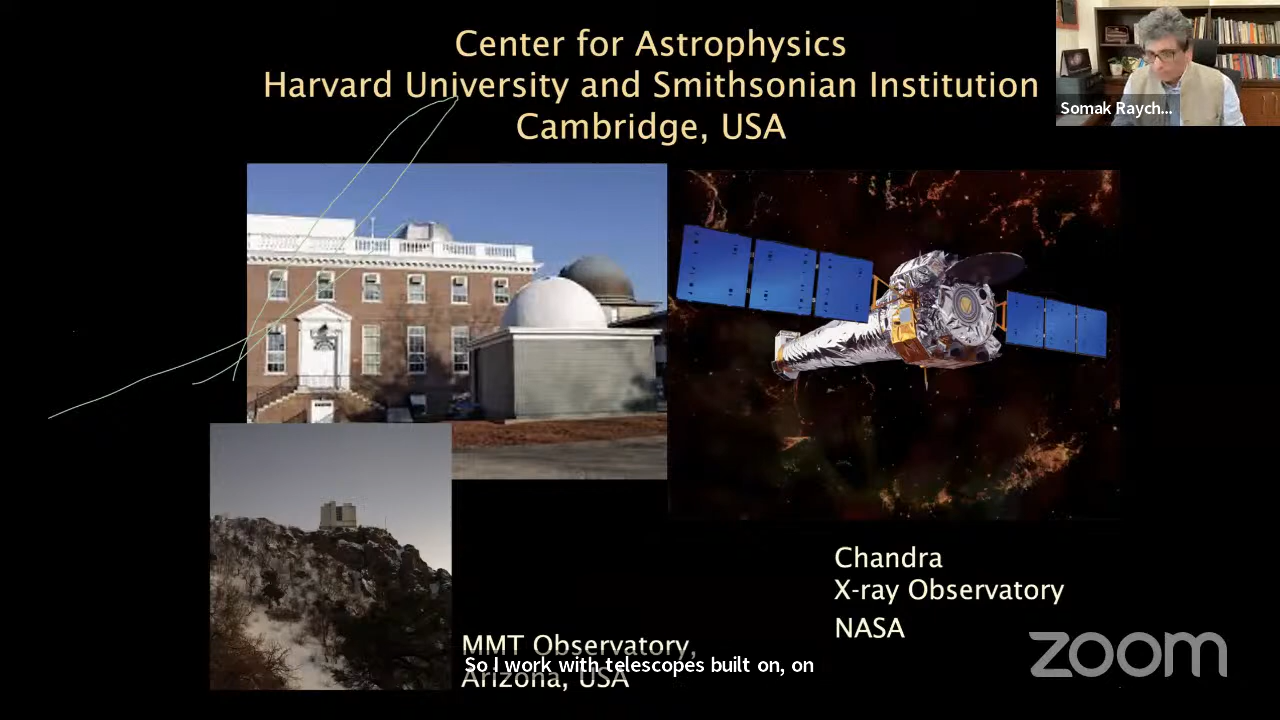 Center for Astrophysics
Harvard University and Smithsonian Institution
Cambridge, USA
Somak Raych...
Chandra
X-ray Observatory
NASA
MMT Observatory,
Arizona, USA
So I work with telescopes built on, on
zoom